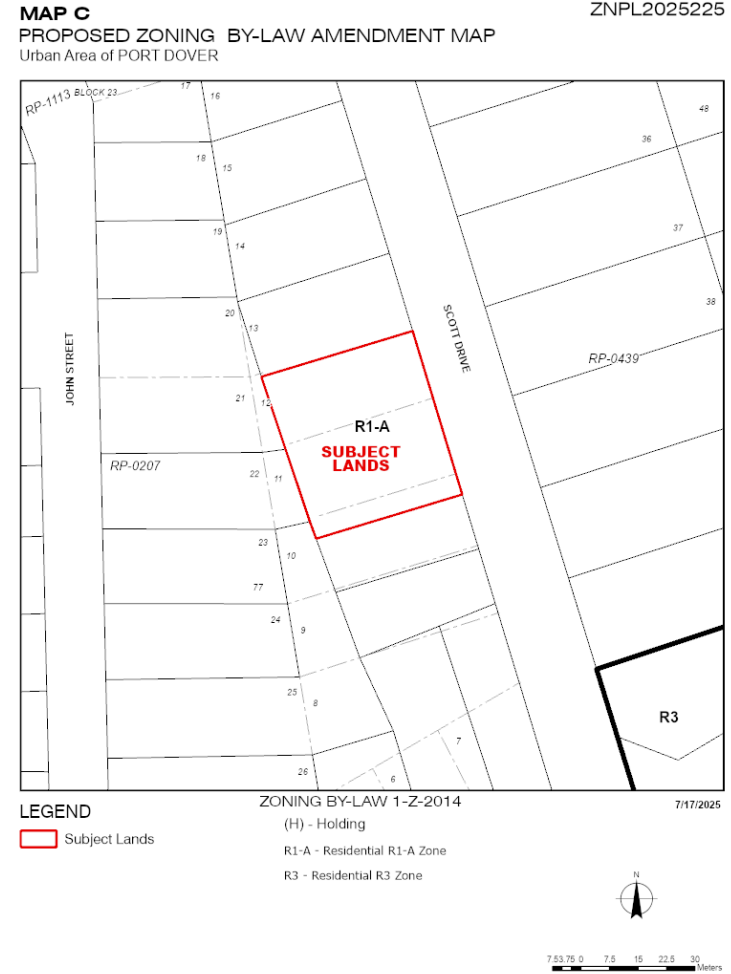 MAP C
ZNPL2025225
PROPOSED ZONING BY-LAW AMENDMENT MAP
Urban Area of PORT DOVER
RP-1113
BLOCK 23
17
16
48
36
18
15
37
19
14
38
20
13
SCOTT DRIVE
JOHN STREET
RP-0439
21
12
R1-A
SUBJECT
LANDS
RP-0207
22
11
23
10
77
24
9
25
8
R3
7
26
6
LEGEND
ZONING BY-LAW 1-Z-2014
7/17/2025
(H) - Holding
Subject Lands
R1-A - Residential R1-A Zone
R3 - Residential R3 Zone
N
7.53.75 0 7.5 15 22.5 30
Meters